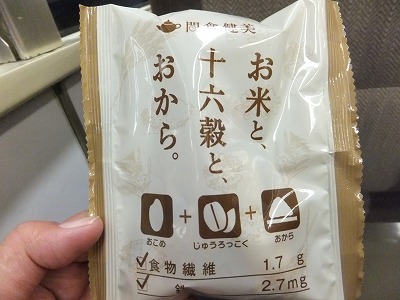 間食健美
お米と、
十六穀と、
おから。
おこめ + じゅうろっこく + おから
✓食物繊維 1.7 g
✓ 鉄 2.7mg